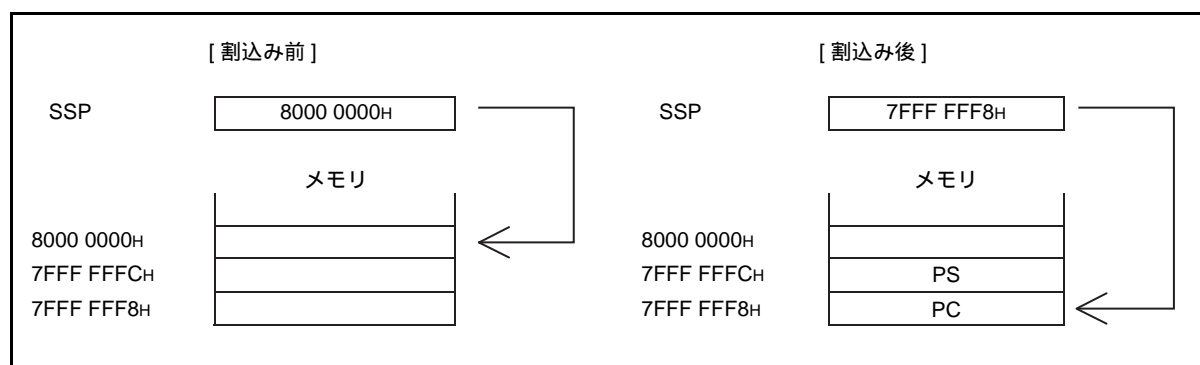 [ 割込み前 ]
SSP
8000 0000H
メモリ
8000 0000H
7FFF FFFCH
7FFF FFF8H
[ 割込み後 ]
SSP
7FFF FFF8H
メモリ
8000 0000H
7FFF FFFCH
PS
7FFF FFF8H
PC